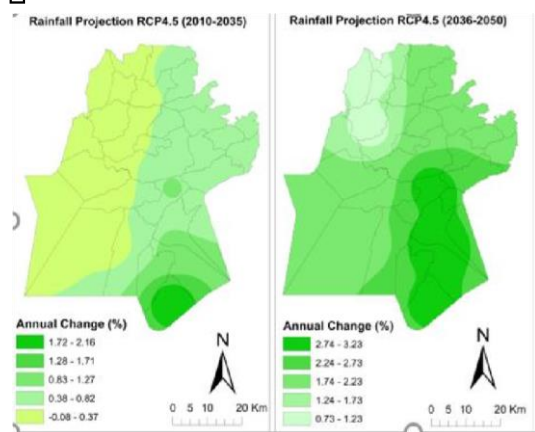 Rainfall Projection RCP4.5 (2010-2035)
Annual Change (%)
1.72 - 2.16
1.28 - 1.71
0.83 - 1.27
0.38 - 0.82
-0.08 - 0.37
N
0 5 10 20 Km
Rainfall Projection RCP4.5 (2036-2050)
Annual Change (%)
2.74 - 3.23
2.24 - 2.73
1.74 - 2.23
1.24 - 1.73
0.73 - 1.23
N
0 5 10 20 Km